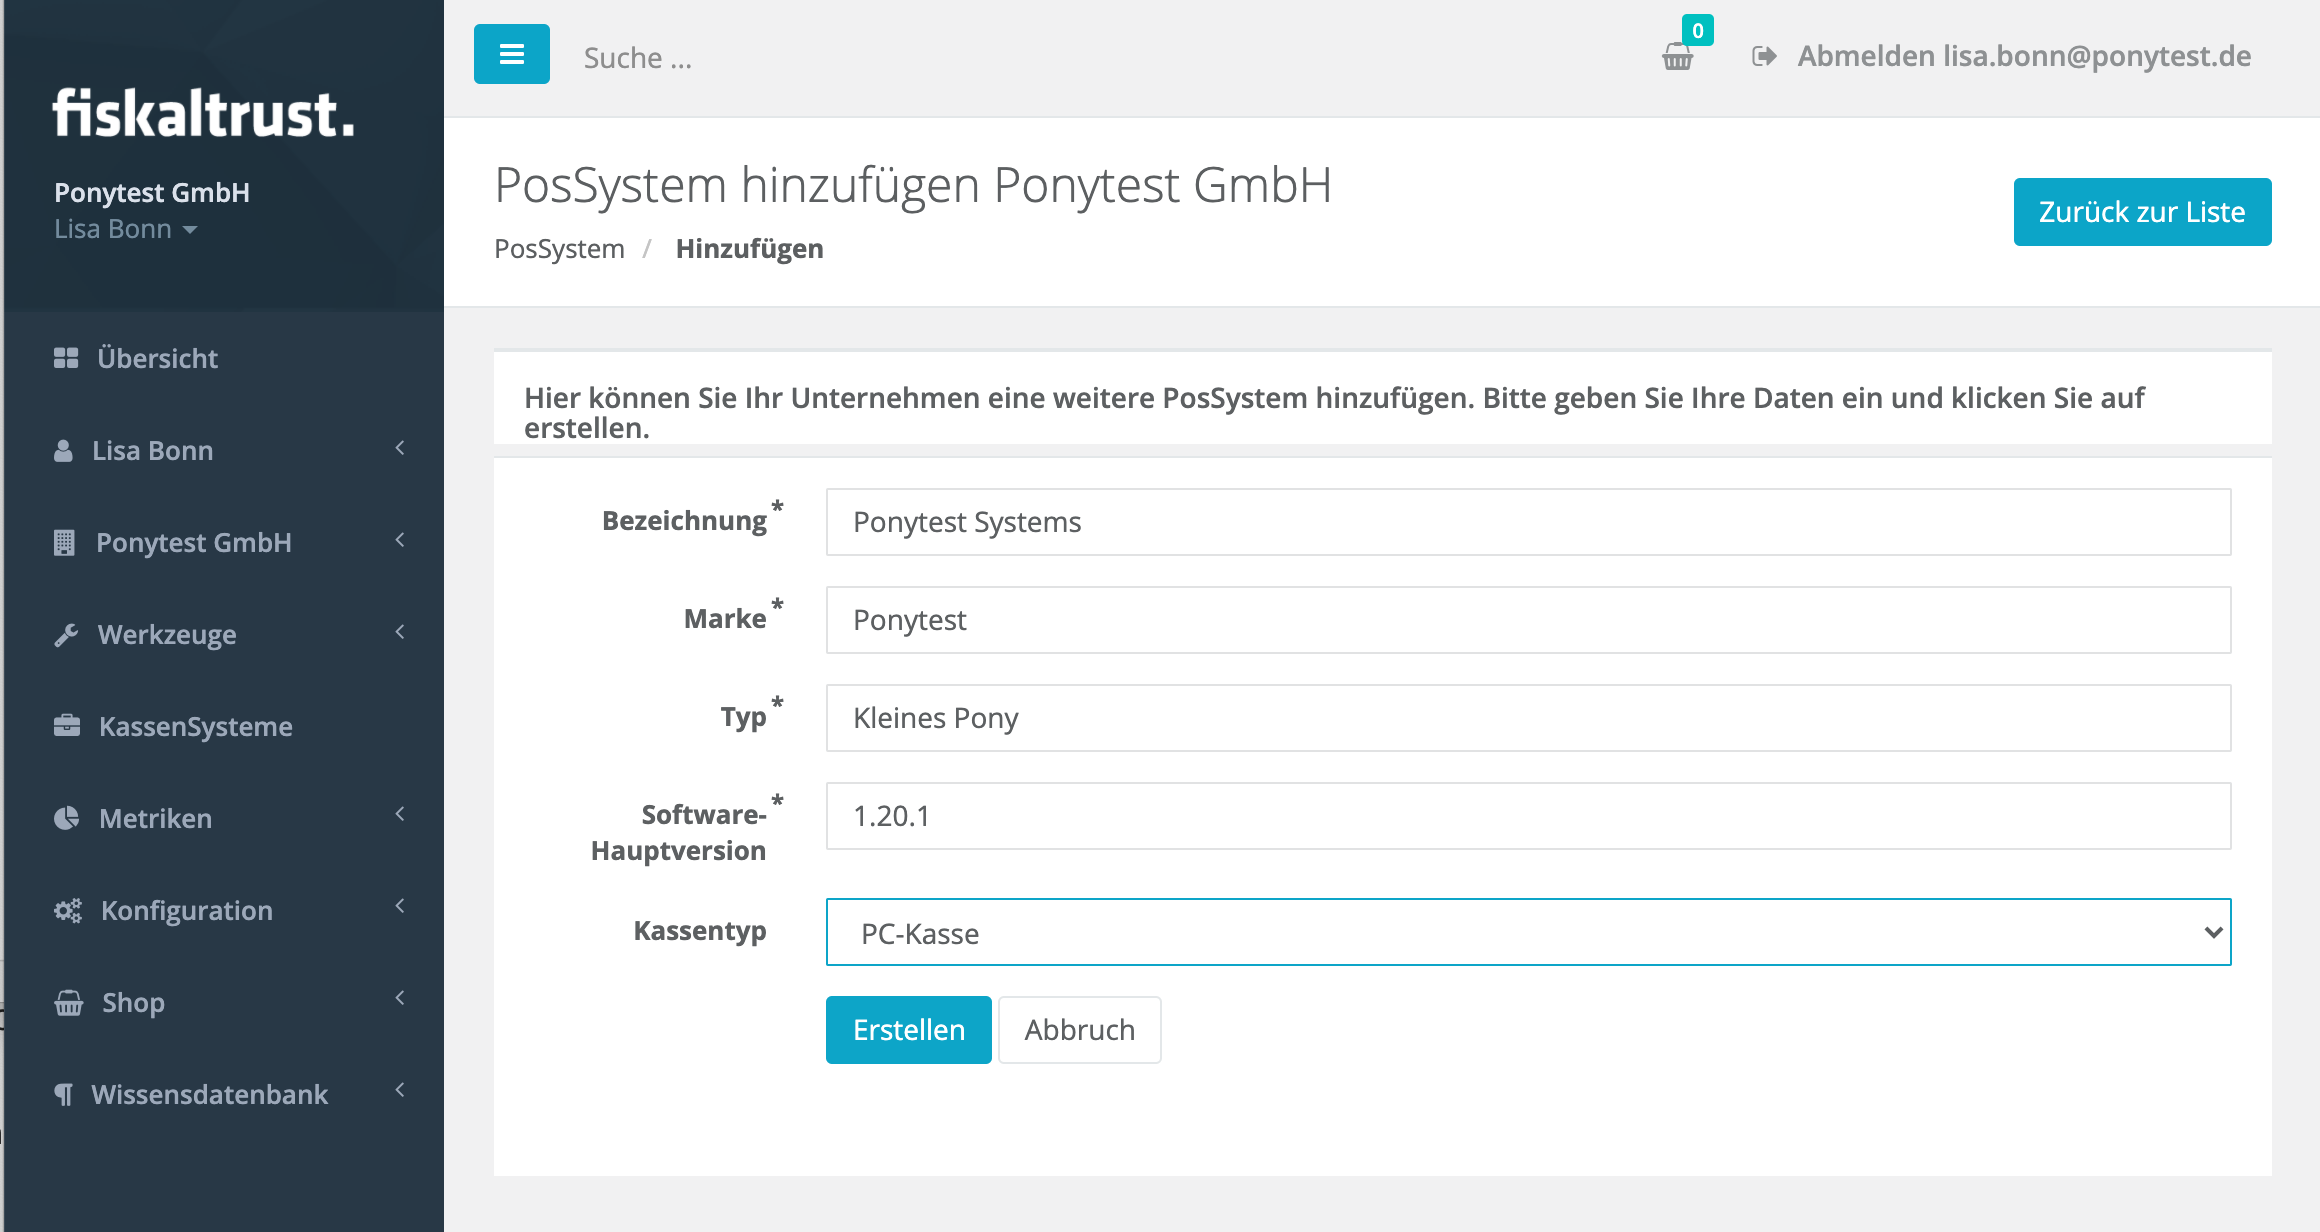 fiskaltrust.
Ponytest GmbH
Lisa Bonn
Übersicht
Lisa Bonn
Ponytest GmbH
Werkzeuge
KassenSysteme
Metriken
Konfiguration
Shop
Wissensdatenbank
Suche ...
0
Abmelden lisa.bonn@ponytest.de
PosSystem hinzufügen Ponytest GmbH
PosSystem / Hinzufügen
Zurück zur Liste
Hier können Sie Ihr Unternehmen eine weitere PosSystem hinzufügen. Bitte geben Sie Ihre Daten ein und klicken Sie auf
erstellen.
Bezeichnung * Ponytest Systems
Marke * Ponytest
Typ * Kleines Pony
Software- * 1.20.1
Hauptversion
Kassentyp PC-Kasse
Erstellen Abbruch